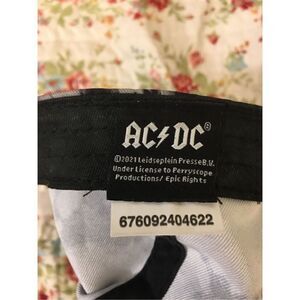 AC⚡DC®
©2021 Leidseplein Presse B.V.
Under License to Perryscope
Productions/ Epic Rights
676092404622